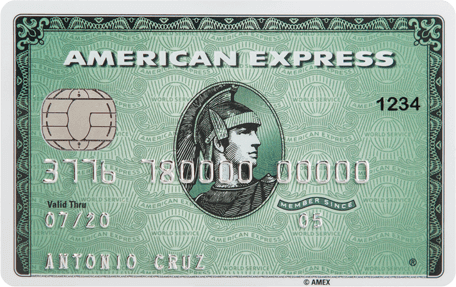 AMERICAN EXPRESS
1234
3776 780000 00000
Valid Thru
MEMBER SINCE
07/20 05
ANTONIO CRUZ ®
© AMEX